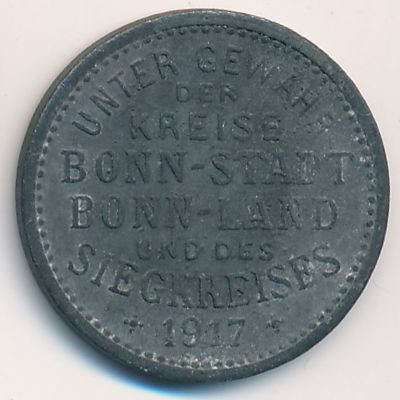 UNTER GEWÄHR
DER
KREISE
BONN-STADT
BONN-LAND
UND DES
SIEGKREISES
1917